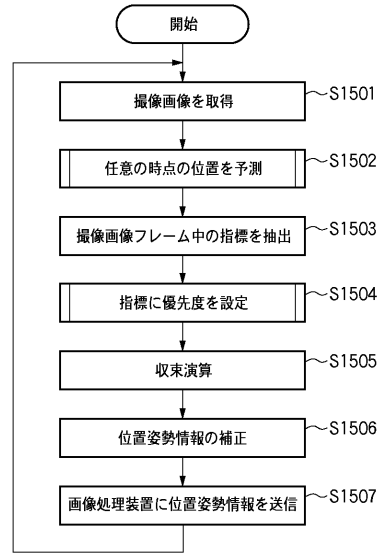 開始
撮像画像を取得 S1501
任意の時点の位置を予測 S1502
撮像画像フレーム中の指標を抽出 S1503
指標に優先度を設定 S1504
収束演算 S1505
位置姿勢情報の補正 S1506
画像処理装置に位置姿勢情報を送信 S1507